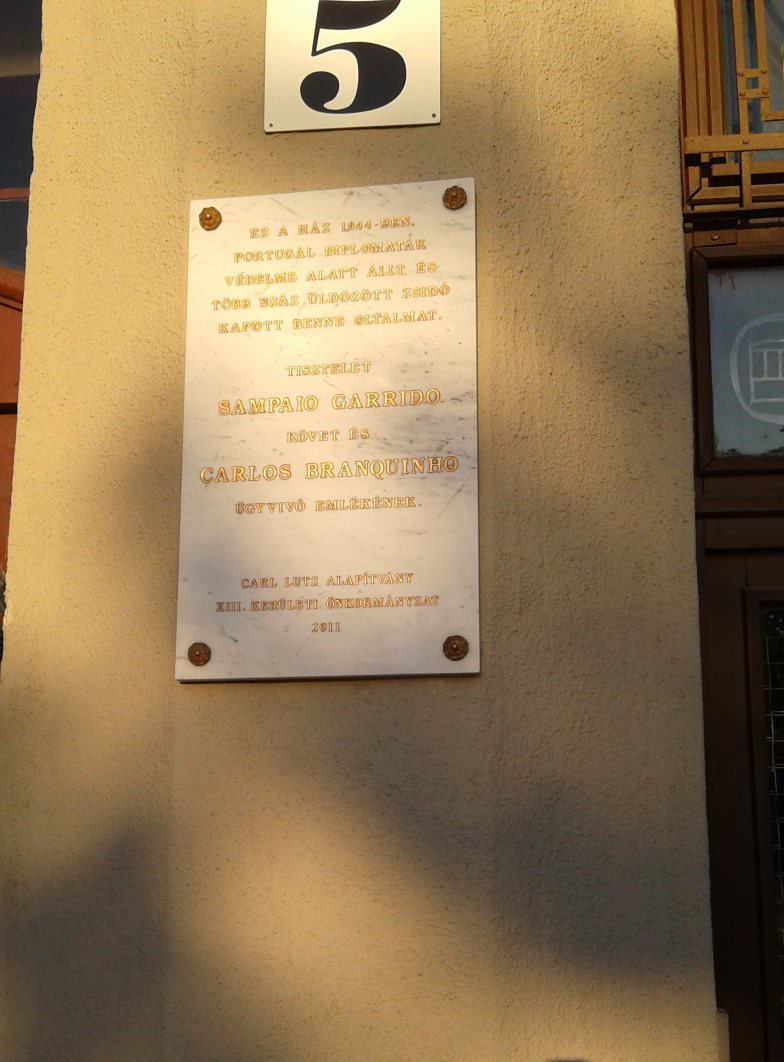 5
EZ A HÁZ 1944-BEN
PORTUGÁL DIPLOMATÁK
VÉDELME ALATT ÁLLT ÉS
TÖBB SZÁZ ÜLDÖZÖTT ZSIDÓ
KAPOTT BENNE OLTALMAT.
TISZTELET
SAMPAIO GARRIDO
KÖVET ÉS
CARLOS BRANQUINHO
ÜGYVIVŐ EMLÉKÉNEK.
CARL LUTZ ALAPÍTVÁNY
XIII. KERÜLETI ÖNKORMÁNYZAT
2011